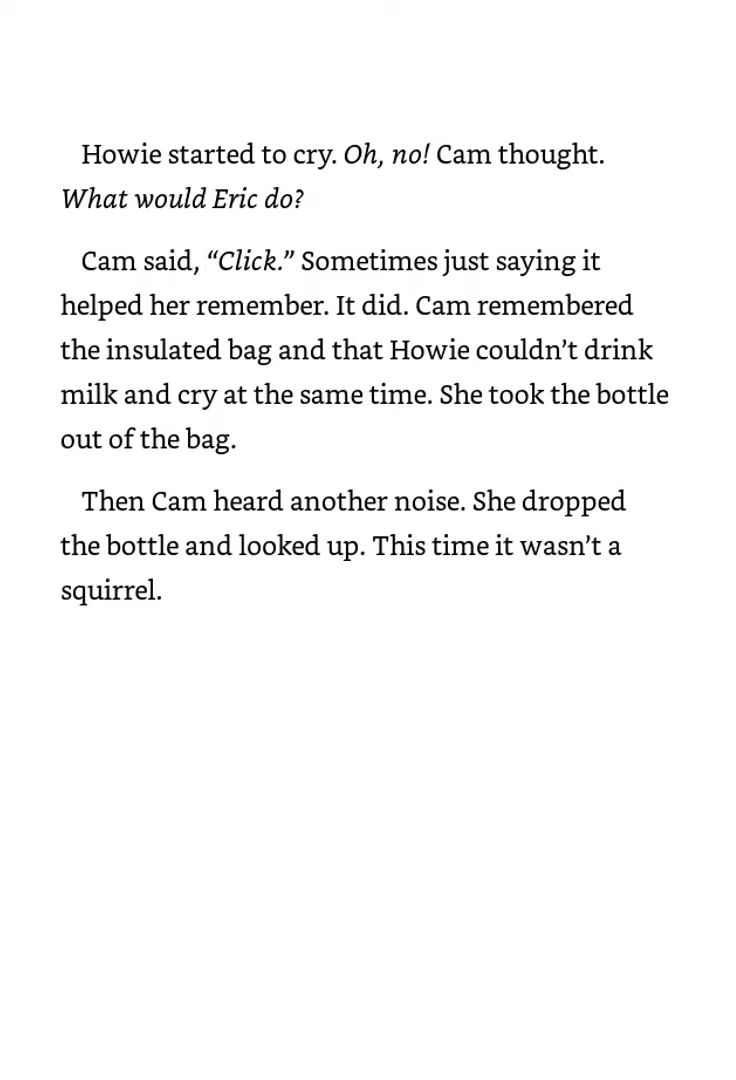 Howie started to cry. Oh, no! Cam thought.
What would Eric do?
Cam said, “Click.” Sometimes just saying it
helped her remember. It did. Cam remembered
the insulated bag and that Howie couldn’t drink
milk and cry at the same time. She took the bottle
out of the bag.
Then Cam heard another noise. She dropped
the bottle and looked up. This time it wasn’t a
squirrel.